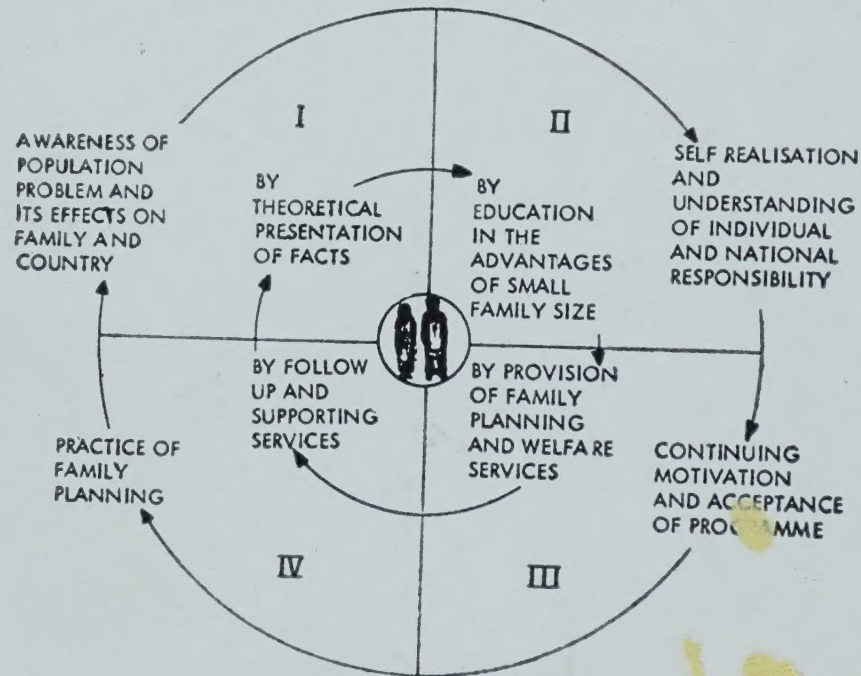 I
AWARENESS OF
POPULATION
PROBLEM AND
ITS EFFECTS ON
FAMILY AND
COUNTRY
BY
THEORETICAL
PRESENTATION
OF FACTS
II
BY
EDUCATION
IN THE
ADVANTAGES
OF SMALL
FAMILY SIZE
SELF REALISATION
AND
UNDERSTANDING
OF INDIVIDUAL
AND NATIONAL
RESPONSIBILITY
BY PROVISION
OF FAMILY
PLANNING
AND WELFARE
SERVICES
CONTINUING
MOTIVATION
AND ACCEPTANCE
OF PROGRAMME
III
BY FOLLOW
UP AND
SUPPORTING
SERVICES
PRACTICE OF
FAMILY
PLANNING
IV